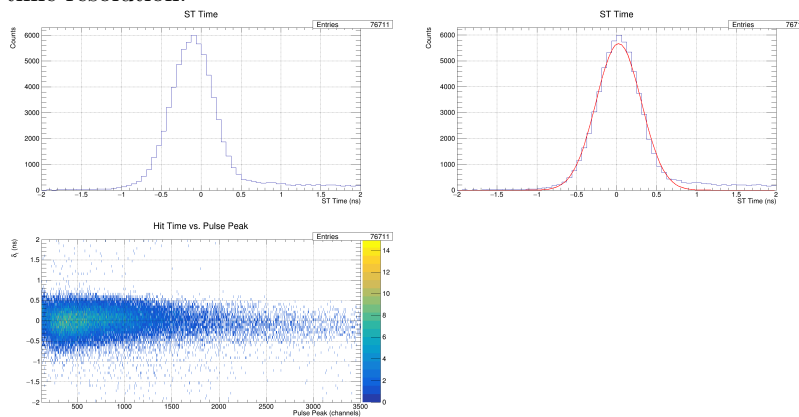 time resolution.
ST Time
Entries 76711
Counts
6000
5000
4000
3000
2000
1000
0
−2 −1.5 −1 −0.5 0 0.5 1 1.5 2
ST Time (ns)
ST Time
Entries 767
Counts
6000
5000
4000
3000
2000
1000
0
−2 −1.5 −1 −0.5 0 0.5 1 1.5 2
ST Time (ns)
Hit Time vs. Pulse Peak
Entries 76711
(ns)
2
1.5
1
0.5
0
−0.5
−1
−1.5
−2
500 1000 1500 2000 2500 3000 3500
Pulse Peak (channels)
14
12
10
8
6
4
2
0